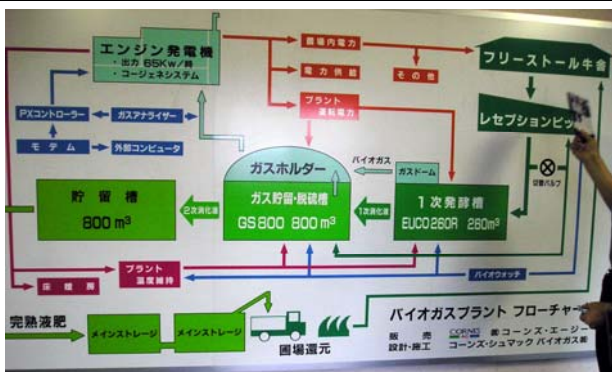 エンジン発電機
・出力 65Kw/時
・コージェネシステム
圃場内電力
電力供給
その他
プラント
運転電力
フリーストール牛舎
レセプションピッ
切替バルブ
PXコントローラー
ガスアナライザー
モデム
外部コンピュータ
ガスホルダー
バイオガス
ガスドーム
貯留槽
800m³
2次消化液
ガス貯留・脱硫槽
GS800 800m³
1次消化液
1次発酵槽
EUCO260R 260m³
床暖房
プラント
温度維持
バイオウォッチ
完熟液肥
メインストレージ
メインストレージ
圃場還元
バイオガスプラント フローチャー
販売 CORNES ㈱コーンズ・エージー
設計・施工 コーンズ・シュマック バイオガス㈱